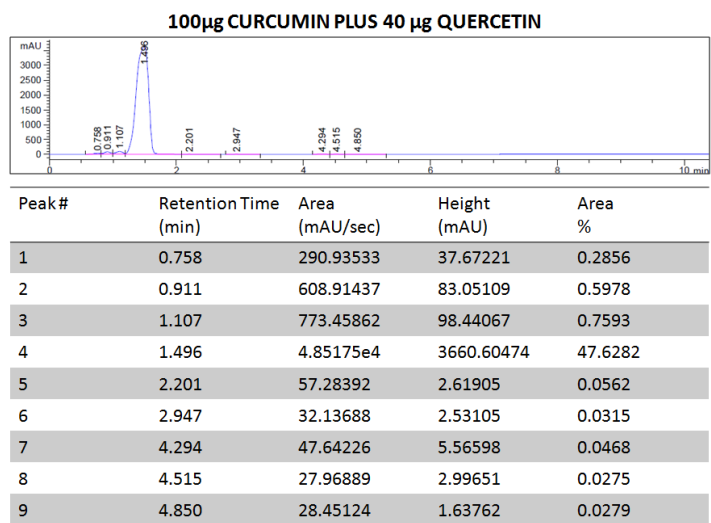 100µg CURCUMIN PLUS 40 µg QUERCETIN
mAU
3000
2500
2000
1500
1000
500
0
0.758
0.911
1.107
1.496
2.201
2.947
4.294
4.515
4.850
0 2 4 6 8 10 min
Peak # Retention Time (min) Area (mAU/sec) Height (mAU) Area %
1 0.758 290.93533 37.67221 0.2856
2 0.911 608.91437 83.05109 0.5978
3 1.107 773.45862 98.44067 0.7593
4 1.496 4.85175e4 3660.60474 47.6282
5 2.201 57.28392 2.61905 0.0562
6 2.947 32.13688 2.53105 0.0315
7 4.294 47.64226 5.56598 0.0468
8 4.515 27.96889 2.99651 0.0275
9 4.850 28.45124 1.63762 0.0279